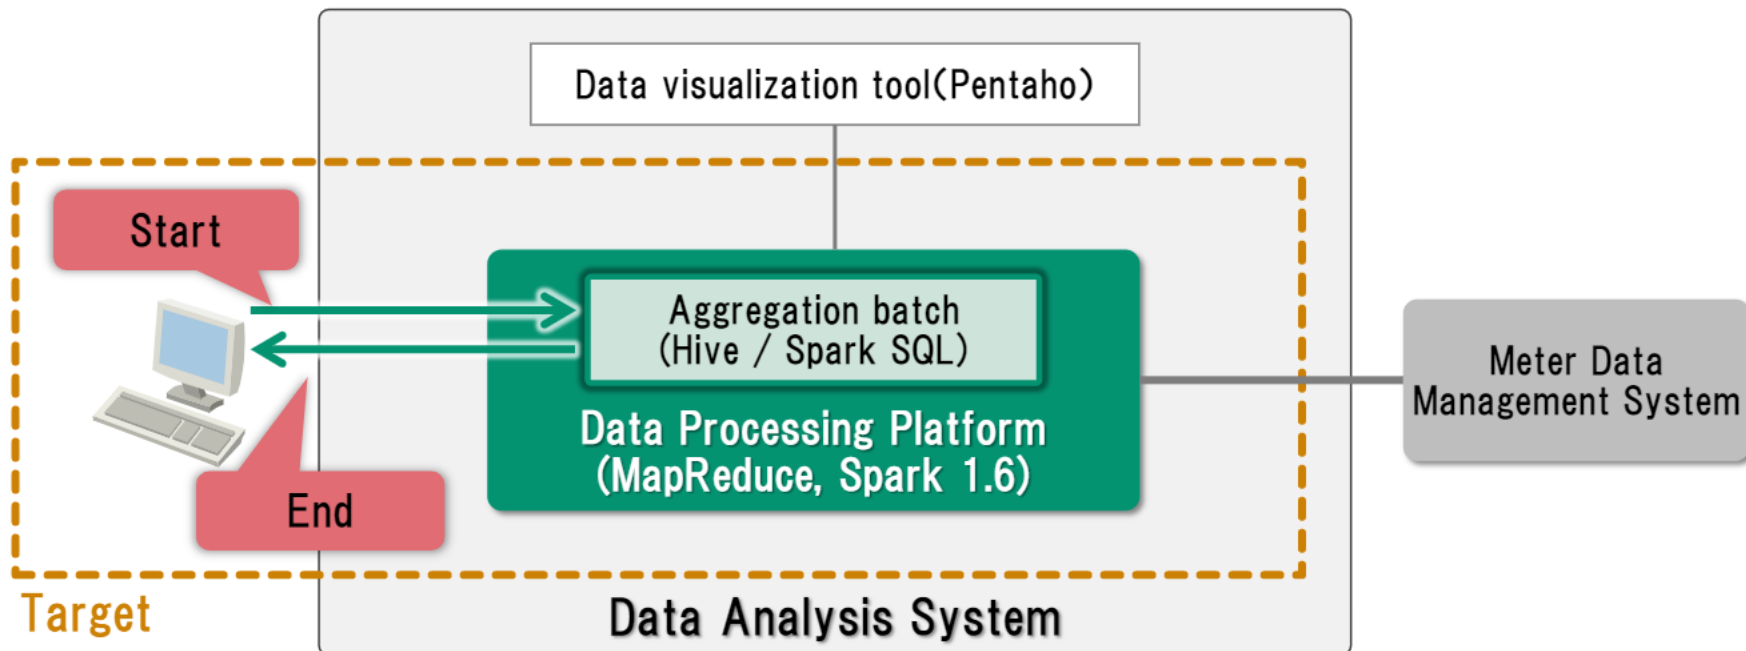 Data visualization tool(Pentaho)
Start
Aggregation batch
(Hive / Spark SQL)
Meter Data
Management System
Data Processing Platform
(MapReduce, Spark 1.6)
End
Target
Data Analysis System